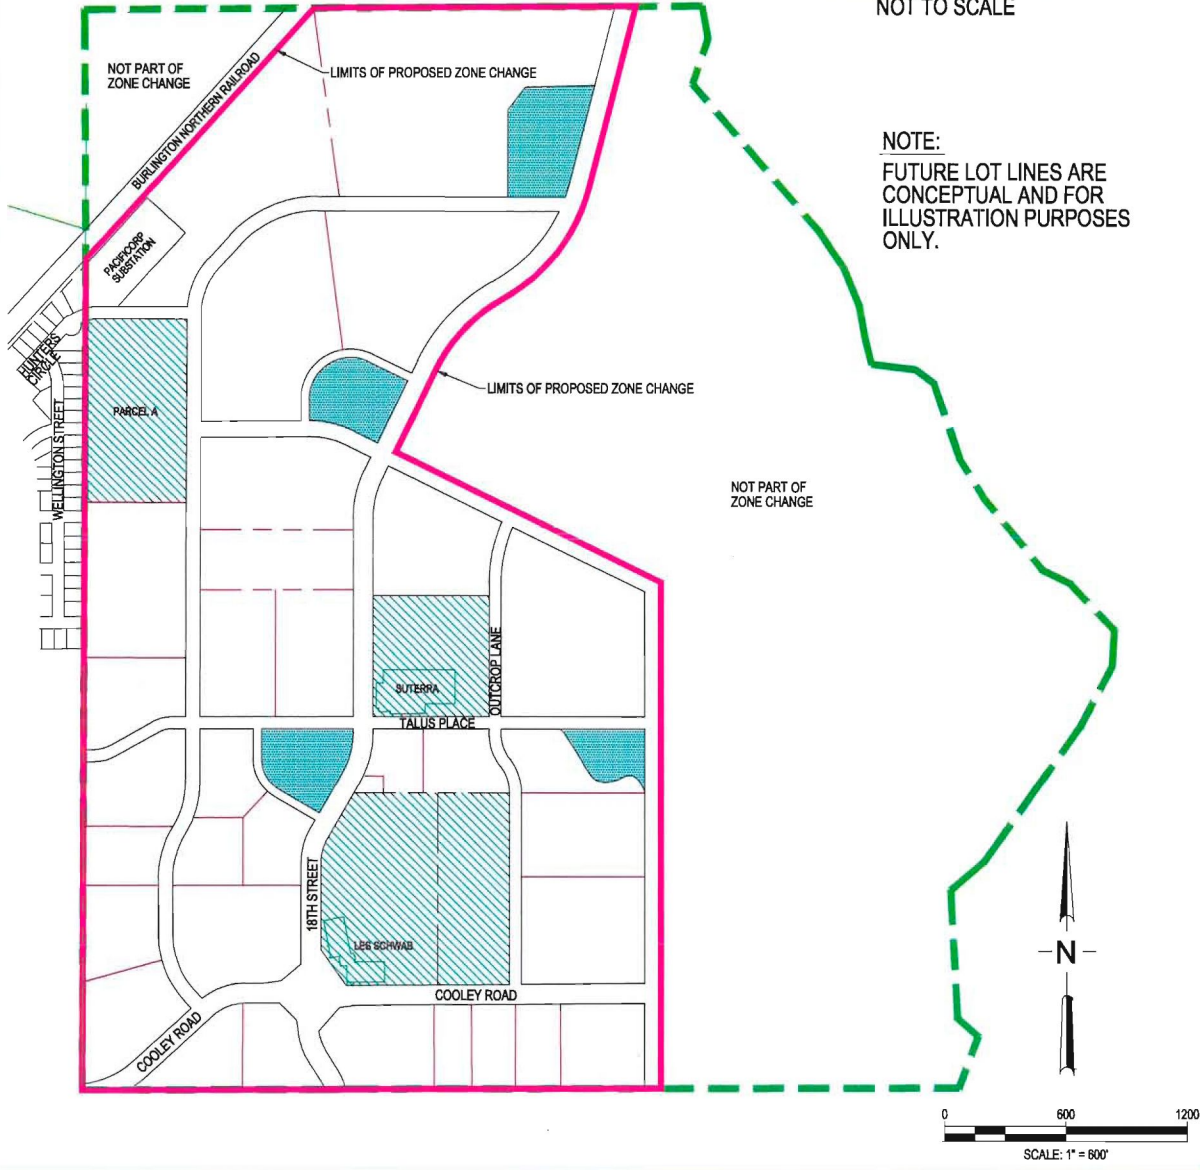 NOT TO SCALE
NOT PART OF
ZONE CHANGE
BURLINGTON NORTHERN RAILROAD
LIMITS OF PROPOSED ZONE CHANGE
NOTE:
FUTURE LOT LINES ARE
CONCEPTUAL AND FOR
ILLUSTRATION PURPOSES
ONLY.
PACIFICORP
SUBSTATION
HUNTERS
CIRCLE
PARCEL A
WELLINGTON STREET
LIMITS OF PROPOSED ZONE CHANGE
NOT PART OF
ZONE CHANGE
SUTERRA
OUTCROP LANE
TALUS PLACE
18TH STREET
LES SCHWAB
COOLEY ROAD
COOLEY ROAD
N
0 600 1200
SCALE: 1" = 600'